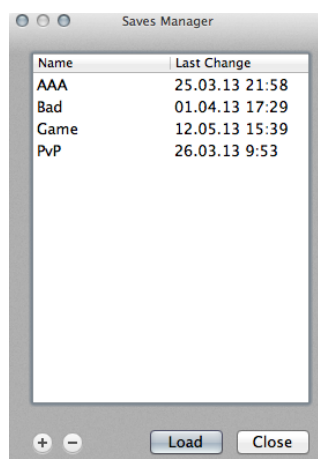 Saves Manager
Name Last Change
AAA 25.03.13 21:58
Bad 01.04.13 17:29
Game 12.05.13 15:39
PvP 26.03.13 9:53
+ − Load Close